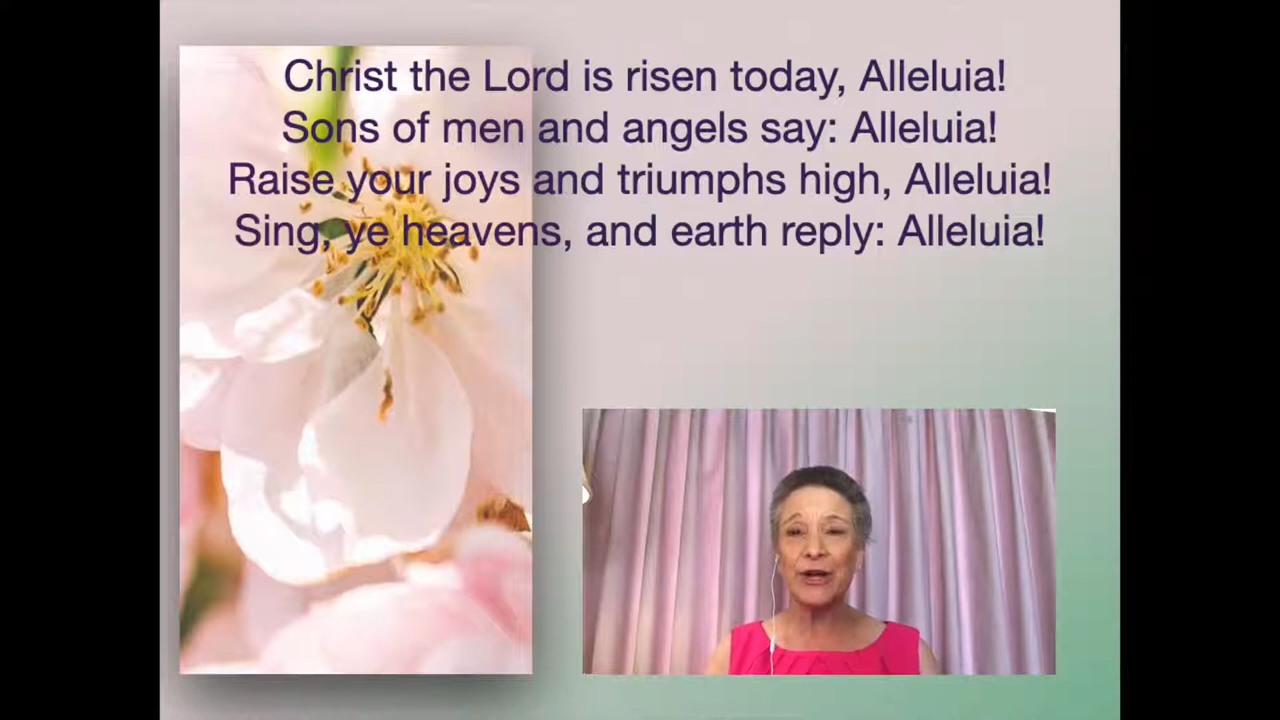 Christ the Lord is risen today, Alleluia!
Sons of men and angels say: Alleluia!
Raise your joys and triumphs high, Alleluia!
Sing, ye heavens, and earth reply: Alleluia!